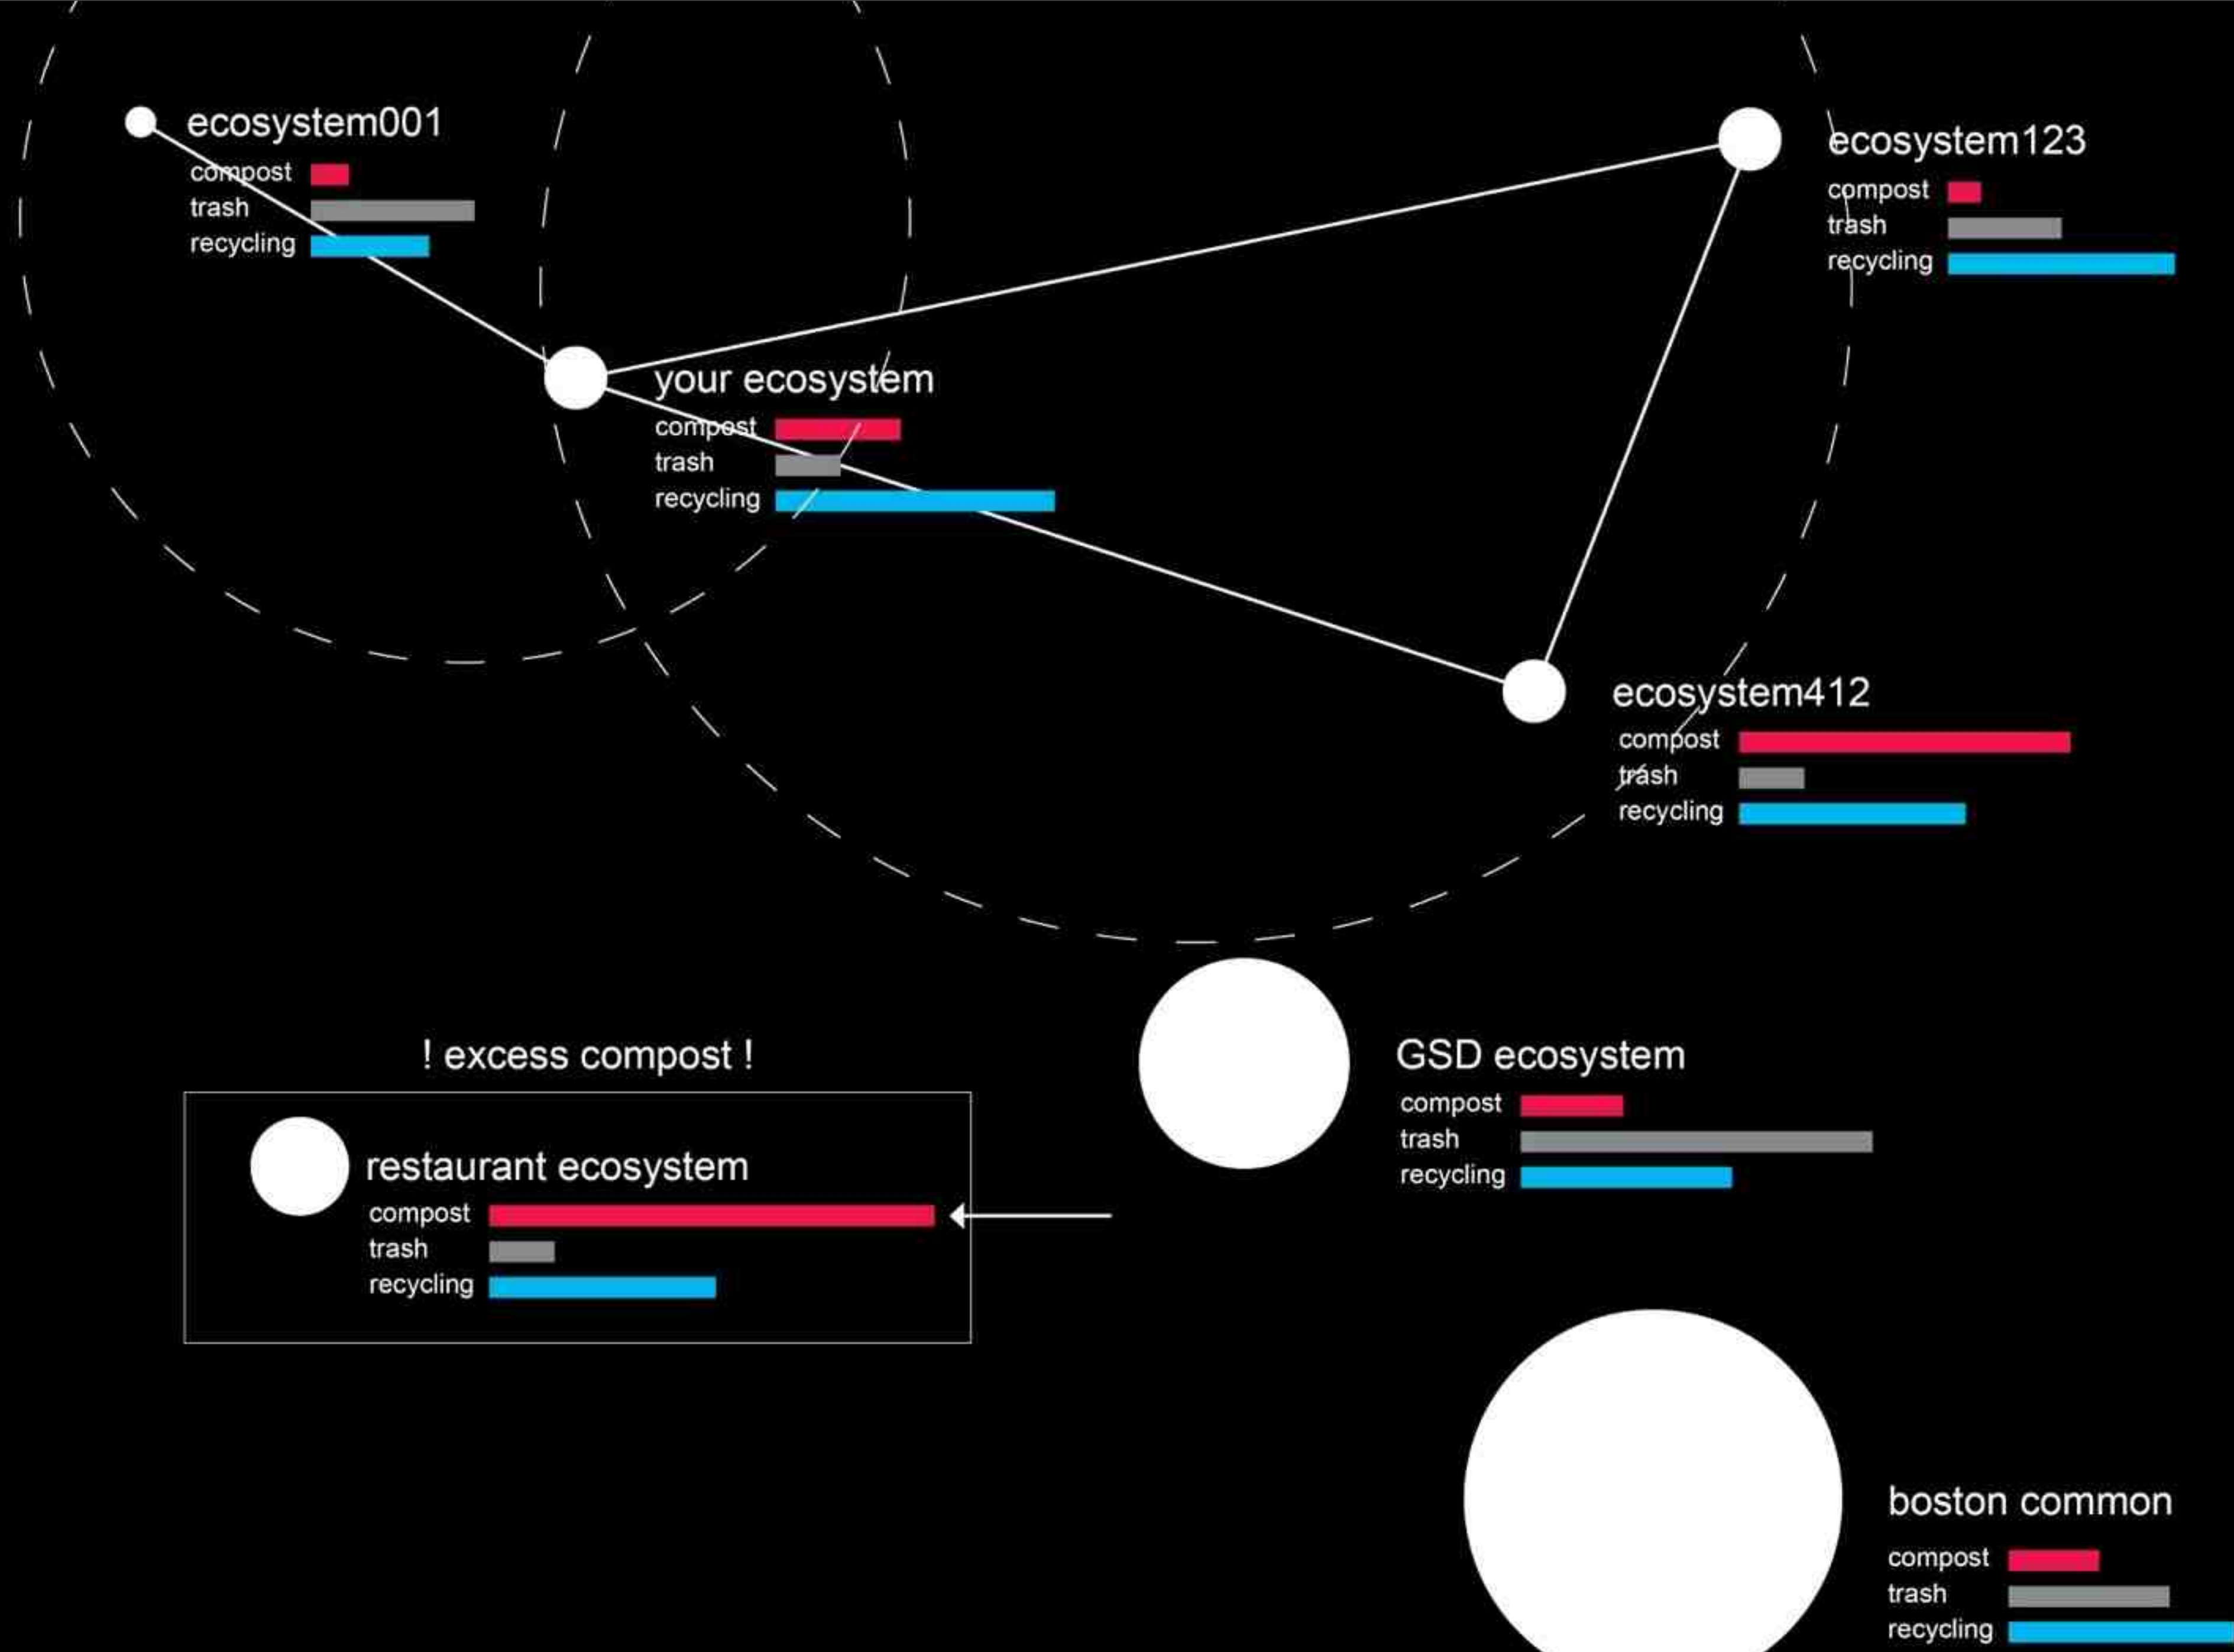 ecosystem001
compost
trash
recycling
ecosystem123
compost
trash
recycling
your ecosystem
compost
trash
recycling
ecosystem412
compost
trash
recycling
! excess compost !
restaurant ecosystem
compost
trash
recycling
GSD ecosystem
compost
trash
recycling
boston common
compost
trash
recycling